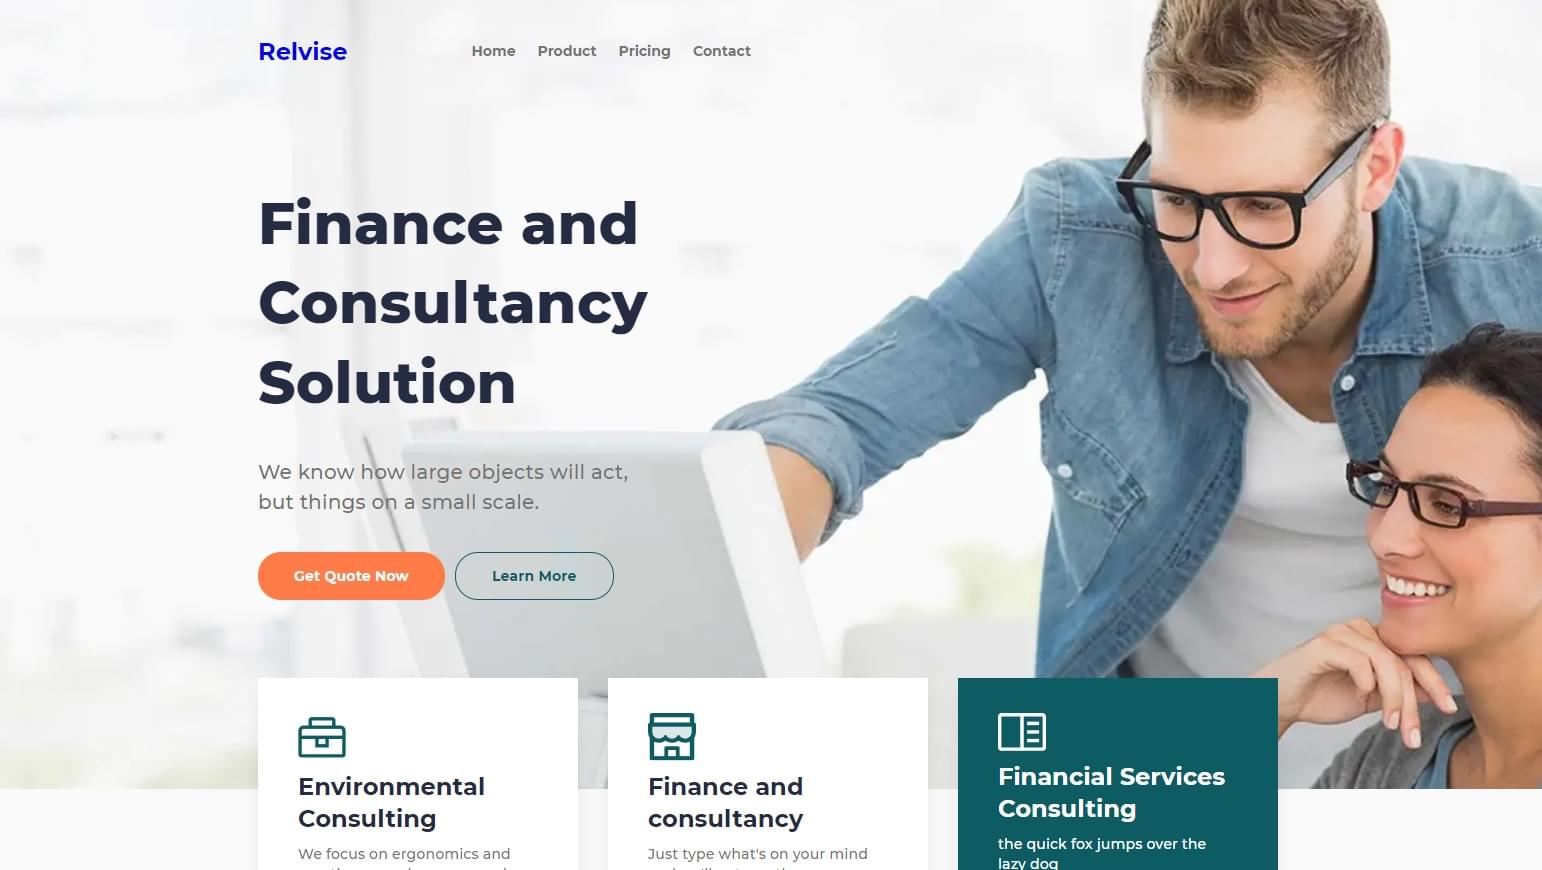 Relvise
Home Product Pricing Contact
Finance and
Consultancy
Solution
We know how large objects will act,
but things on a small scale.
Get Quote Now
Learn More
Environmental
Consulting
We focus on ergonomics and
Finance and
consultancy
Just type what's on your mind
Financial Services
Consulting
the quick fox jumps over the
lazy dog